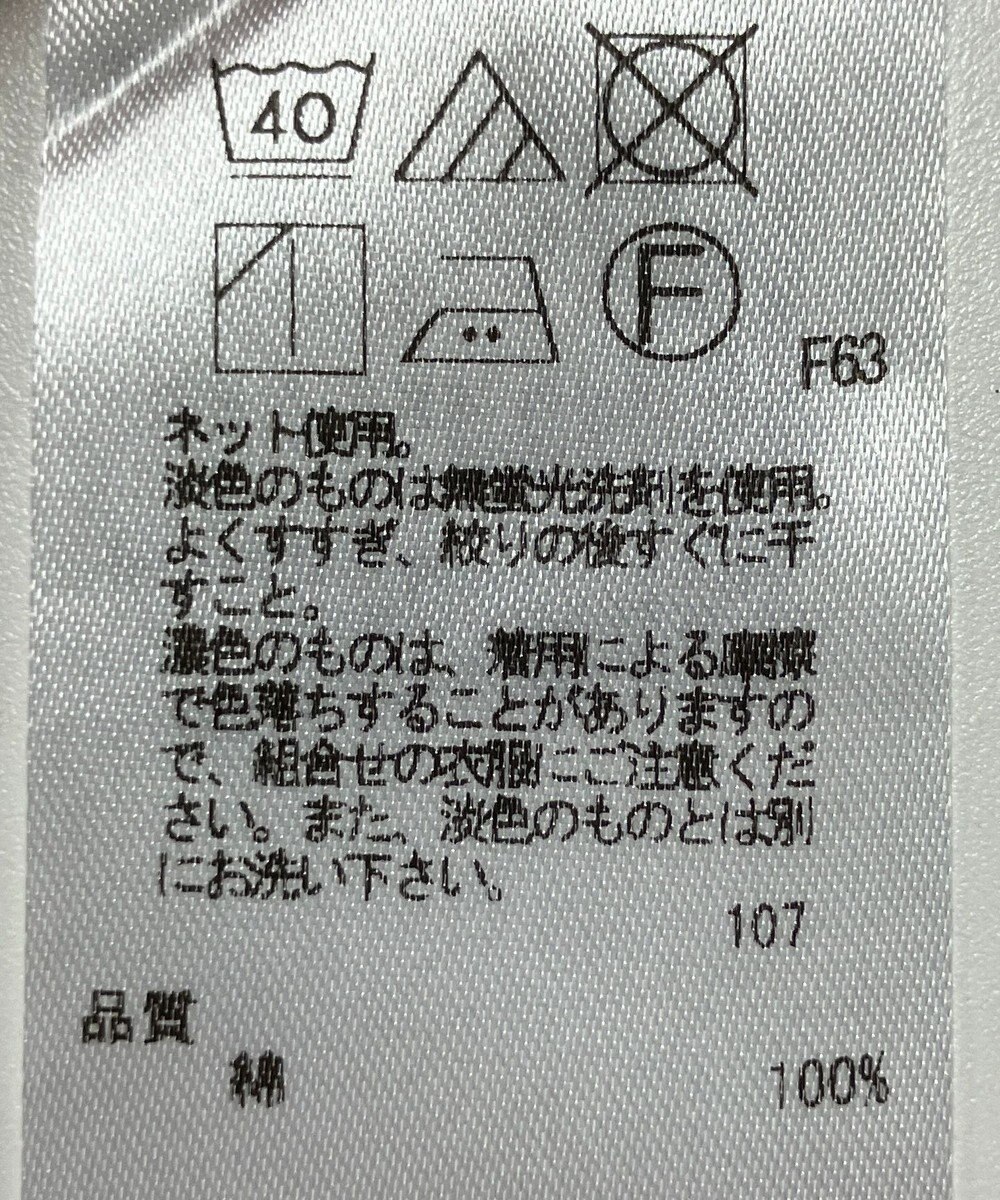 40
F
F63
ネット使用。
淡色のものは無蛍光洗剤を使用。
よくすすぎ、絞りの後すぐに干
すこと。
濃色のものは、着用による摩擦
で色落ちすることがありますの
で、組合せの衣服にご注意くだ
さい。また、淡色のものとは別
にお洗い下さい。
107
品質
綿 100%